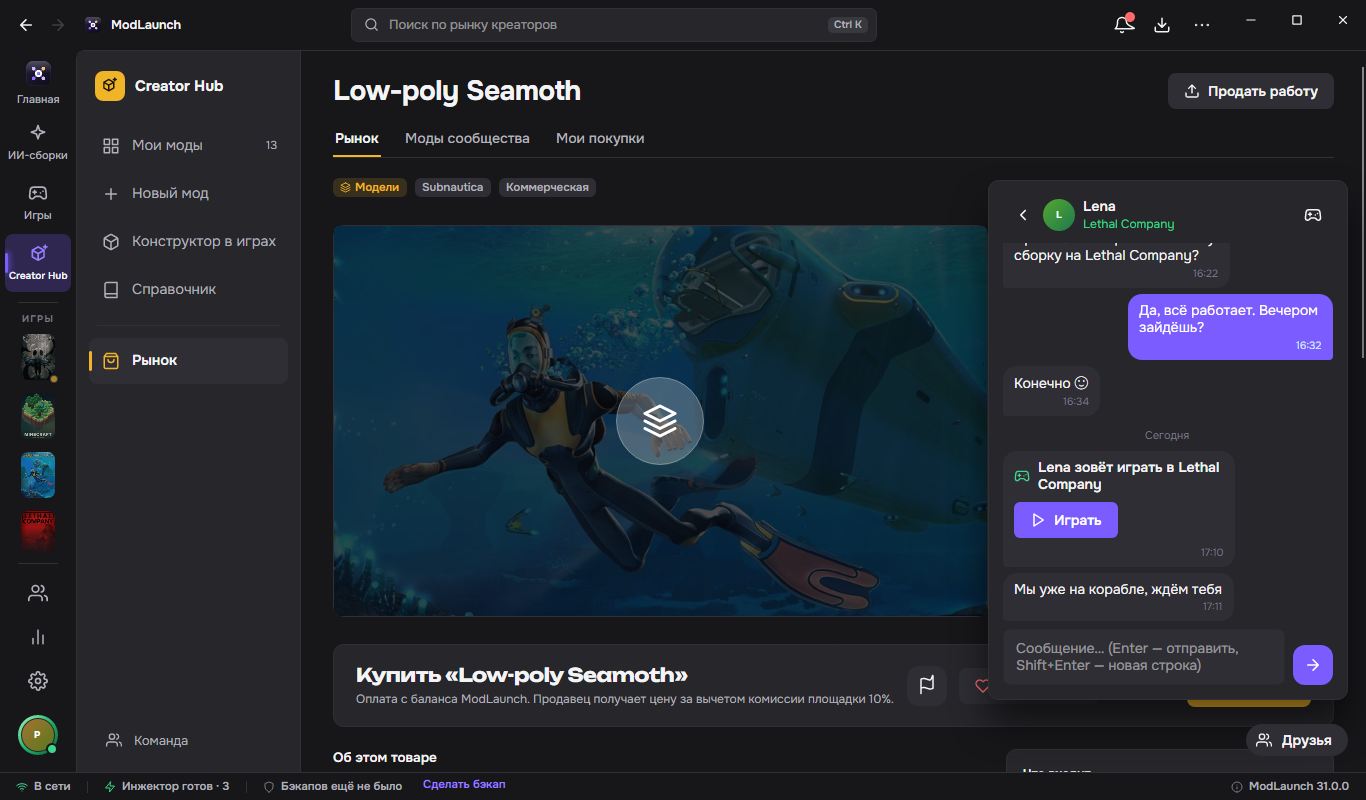 ModLaunch
Поиск по рынку креаторов
Ctrl K
Главная
ИИ-сборки
Игры
Creator Hub
ИГРЫ
MINECRAFT
LETHAL
COMPANY
P
Creator Hub
Мои моды 13
Новый мод
Конструктор в играх
Справочник
Рынок
Команда
Low-poly Seamoth
Продать работу
Рынок Моды сообщества Мои покупки
Модели Subnautica Коммерческая
Купить «Low-poly Seamoth»
Оплата с баланса ModLaunch. Продавец получает цену за вычетом комиссии площадки 10%.
Об этом товаре
L
Lena
Lethal Company
сборку на Lethal Company?
16:22
Да, всё работает. Вечером
зайдёшь?
16:32
Конечно
16:34
Сегодня
Lena зовёт играть в Lethal
Company
Играть
17:10
Мы уже на корабле, ждём тебя
17:11
Сообщение... (Enter — отправить,
Shift+Enter — новая строка)
Друзья
В сети
Инжектор готов · 3
Бэкапов ещё не было
Сделать бэкап
ModLaunch 31.0.0